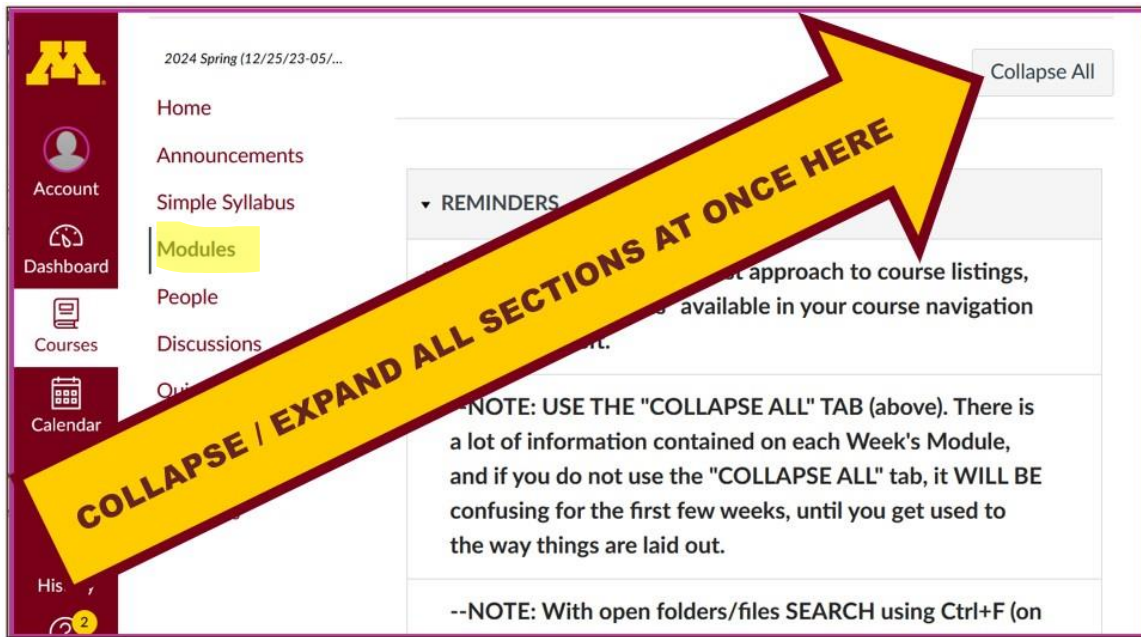 2024 Spring (12/25/23-05/...
Collapse All
Home
Announcements
Simple Syllabus
Modules
People
Discussions
Account
Dashboard
Courses
Calendar
2
COLLAPSE / EXPAND ALL SECTIONS AT ONCE HERE
REMINDERS
approach to course listings,
available in your course navigation
--NOTE: USE THE "COLLAPSE ALL" TAB (above). There is
a lot of information contained on each Week's Module,
and if you do not use the "COLLAPSE ALL" tab, it WILL BE
confusing for the first few weeks, until you get used to
the way things are laid out.
--NOTE: With open folders/files SEARCH using Ctrl+F (on